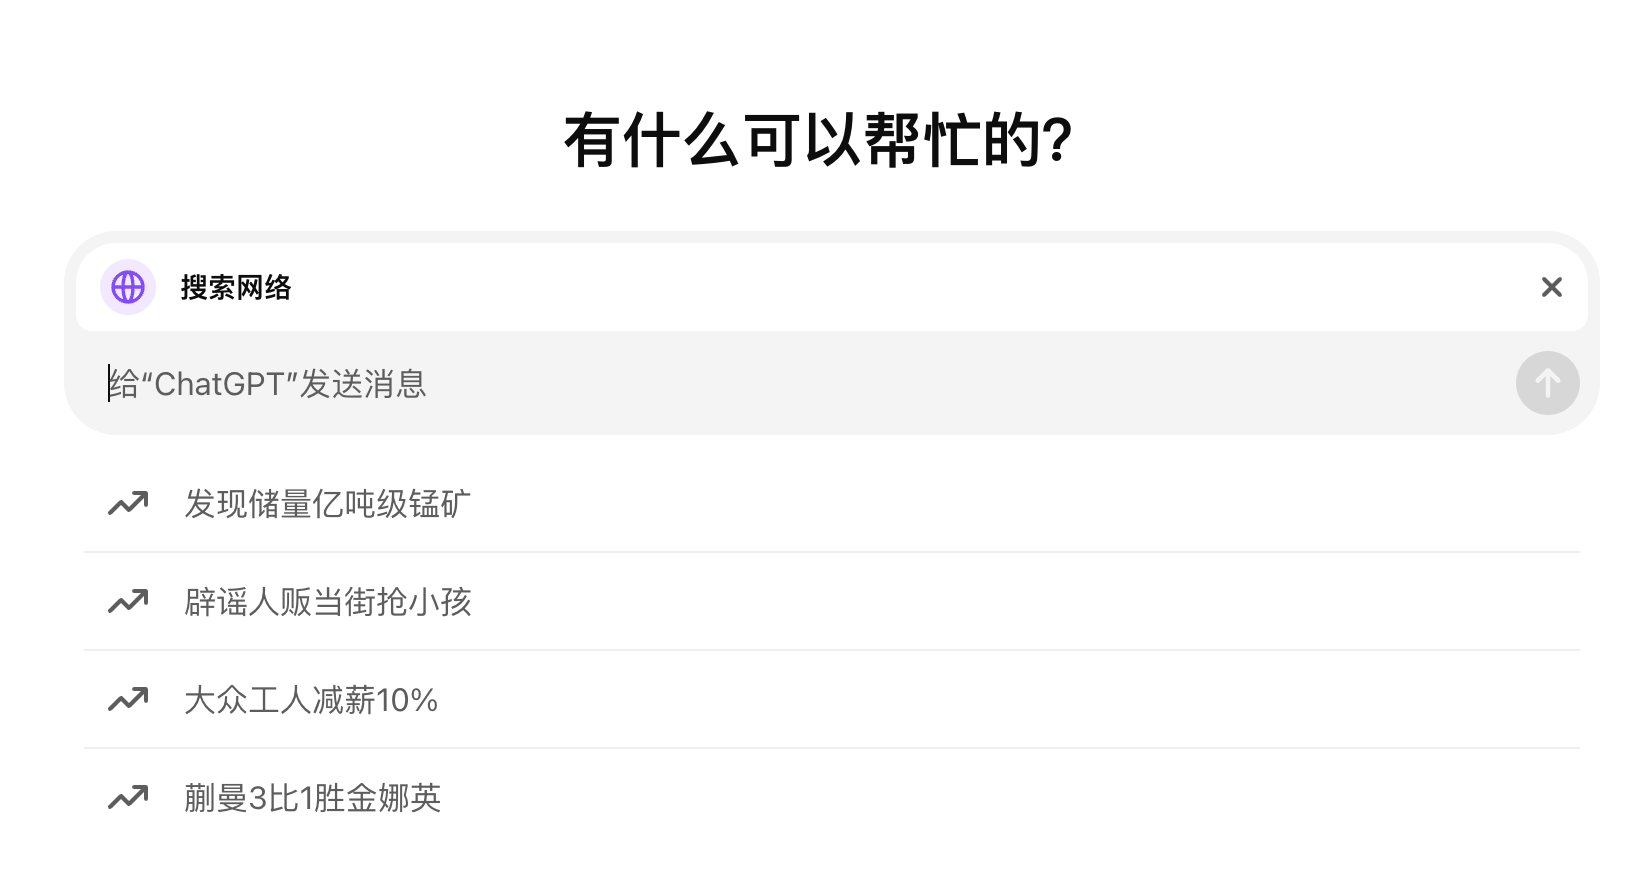 有什么可以帮忙的?
搜索网络
给“ChatGPT”发送消息
发现储量亿吨级锰矿
辟谣人贩当街抢小孩
大众工人减薪10%
蒯曼3比1胜金娜英